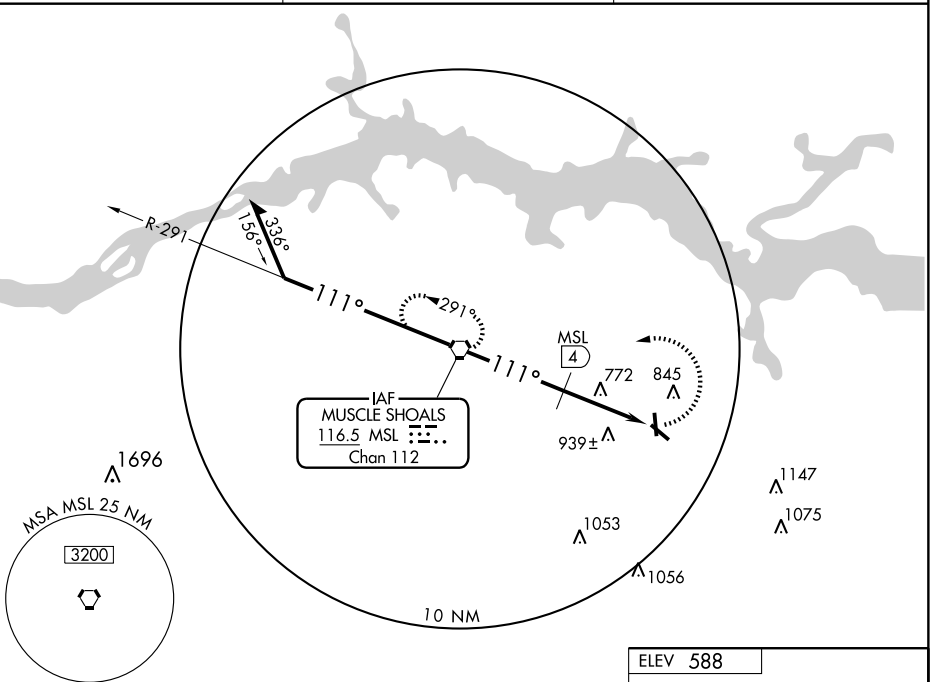 R-291
336°
156°
111°
291°
111°
MSL
4
772
845
939±
IAF
MUSCLE SHOALS
116.5 MSL
Chan 112
1696
MSA MSL 25 NM
3200
1147
1075
1053
1056
10 NM
ELEV 588